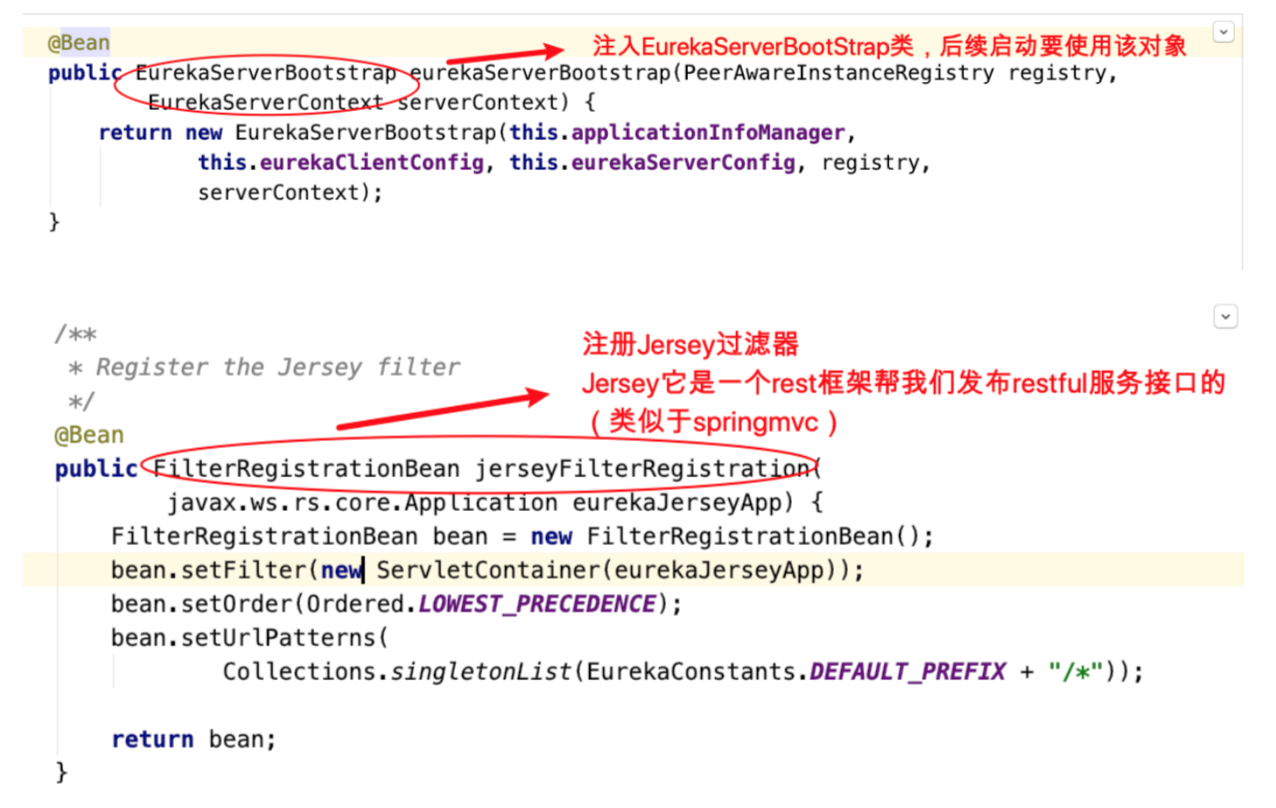 @Bean
注入EurekaServerBootStrap类，后续启动要使用该对象
public EurekaServerBootstrap eurekaServerBootstrap(PeerAwareInstanceRegistry registry,
EurekaServerContext serverContext) {
return new EurekaServerBootstrap(this.applicationInfoManager,
this.eurekaClientConfig, this.eurekaServerConfig, registry,
serverContext);
}
/**
* Register the Jersey filter
*/
注册Jersey过滤器
Jersey它是一个rest框架帮我们发布restful服务接口的
（类似于springmvc）
@Bean
public FilterRegistrationBean jerseyFilterRegistration(
javax.ws.rs.core.Application eurekaJerseyApp) {
FilterRegistrationBean bean = new FilterRegistrationBean();
bean.setFilter(new ServletContainer(eurekaJerseyApp));
bean.setOrder(Ordered.LOWEST_PRECEDENCE);
bean.setUrlPatterns(
Collections.singletonList(EurekaConstants.DEFAULT_PREFIX + "/*"));
return bean;
}